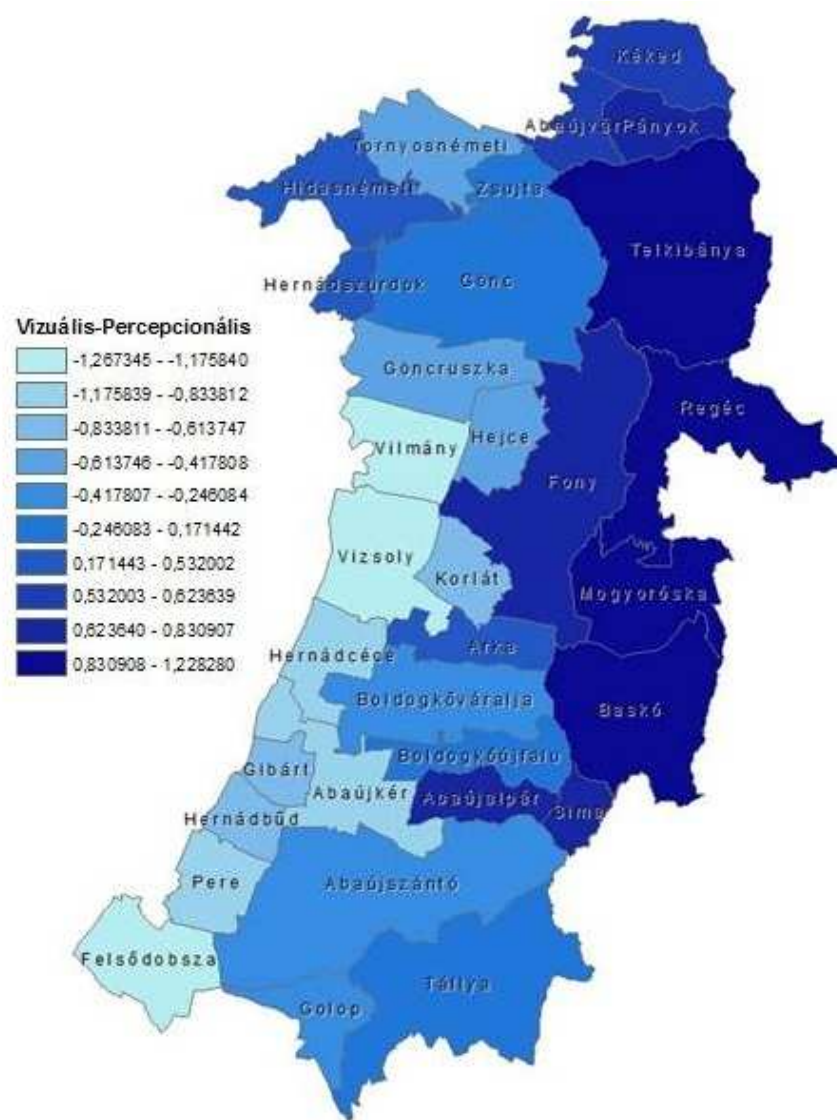 Kéked
Abaújvár Pányok
Tornyosnémeti
Hidasnémeti
Zsujta
Telkibánya
Hernádszurdok
Gönc
Vizuális-Percepcionális
-1,267345 - -1,175840
-1,175839 - -0,833812
-0,833811 - -0,613747
-0,613746 - -0,417808
-0,417807 - -0,246084
-0,246083 - 0,171442
0,171443 - 0,532002
0,532003 - 0,623639
0,623640 - 0,830907
0,830908 - 1,228280
Göncruszka
Regéc
Vilmány
Hejce
Fony
Vizsoly
Korlát
Mogyoróska
Hernádcéce
Arka
Boldogkőváralja
Baskó
Boldogkőújfalu
Gibárt
Abaújkér
Abaújalpár
Sima
Hernádbűd
Pere
Abaújszántó
Felsődobsza
Tállya
Golop